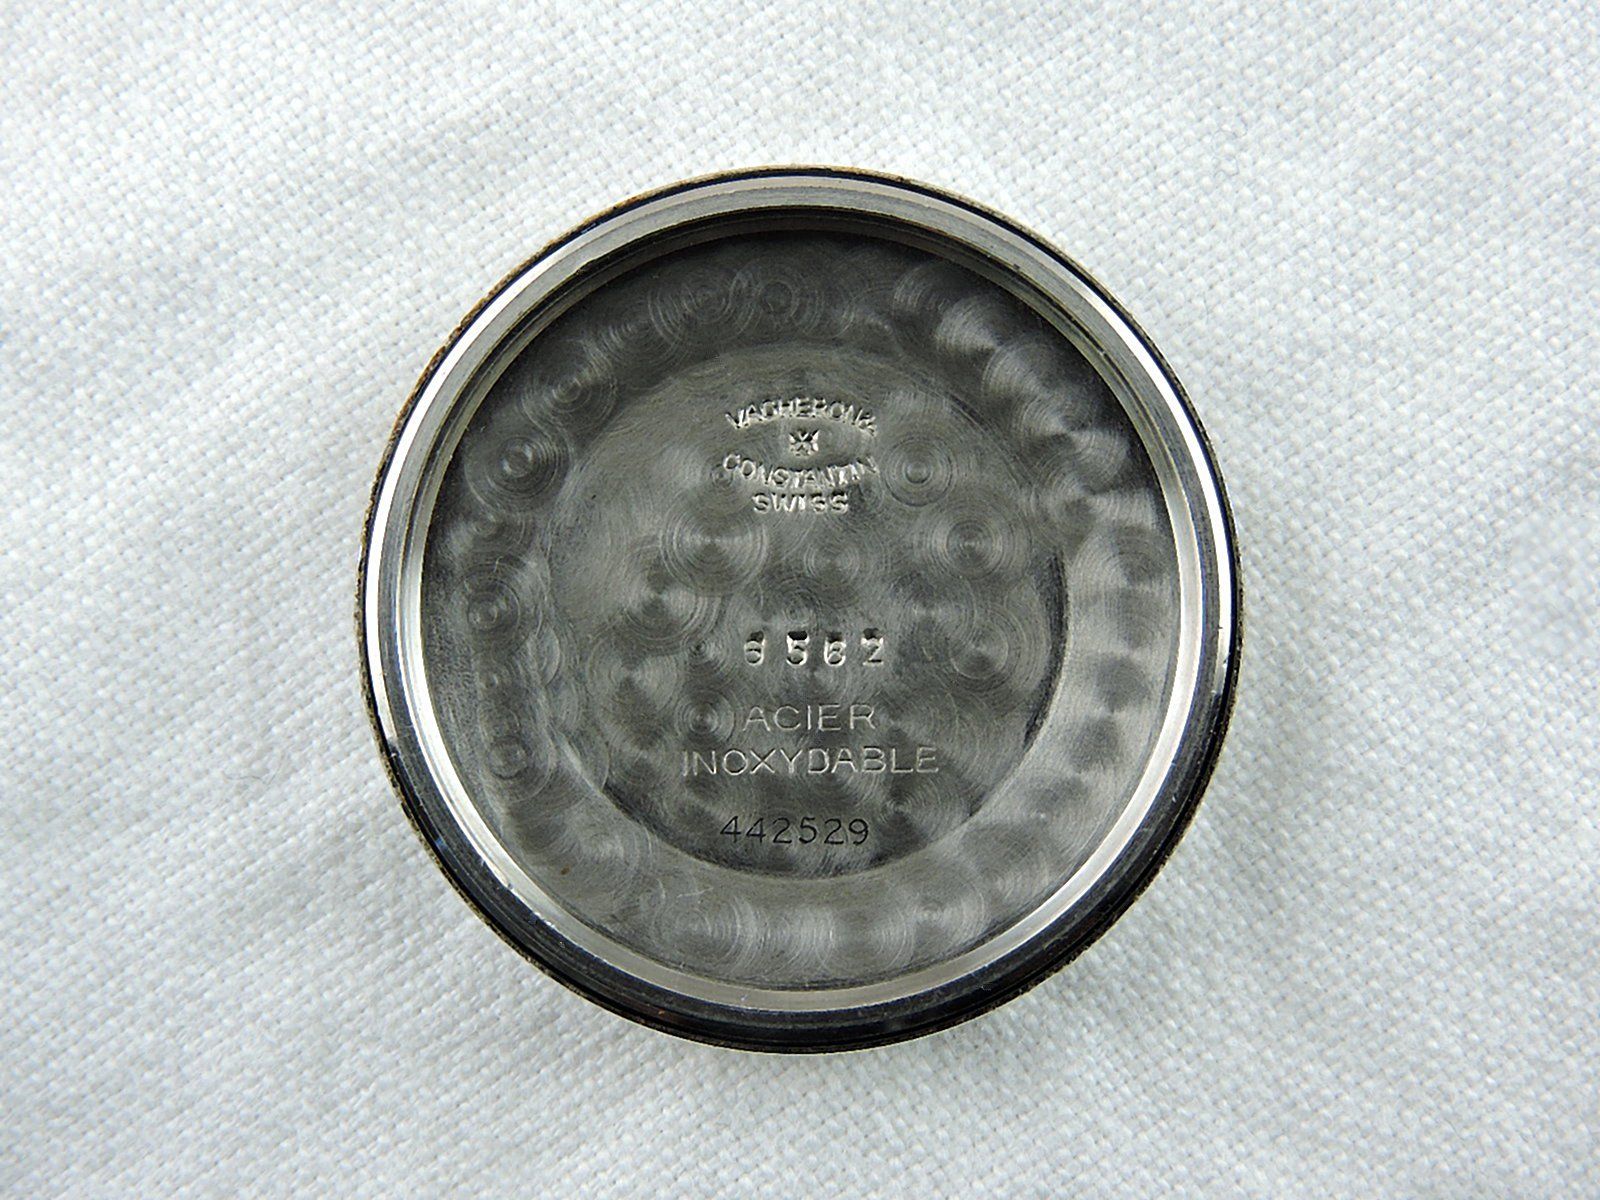 VACHERON &
CONSTANTIN
SWISS
6562
ACIER
INOXYDABLE
442529